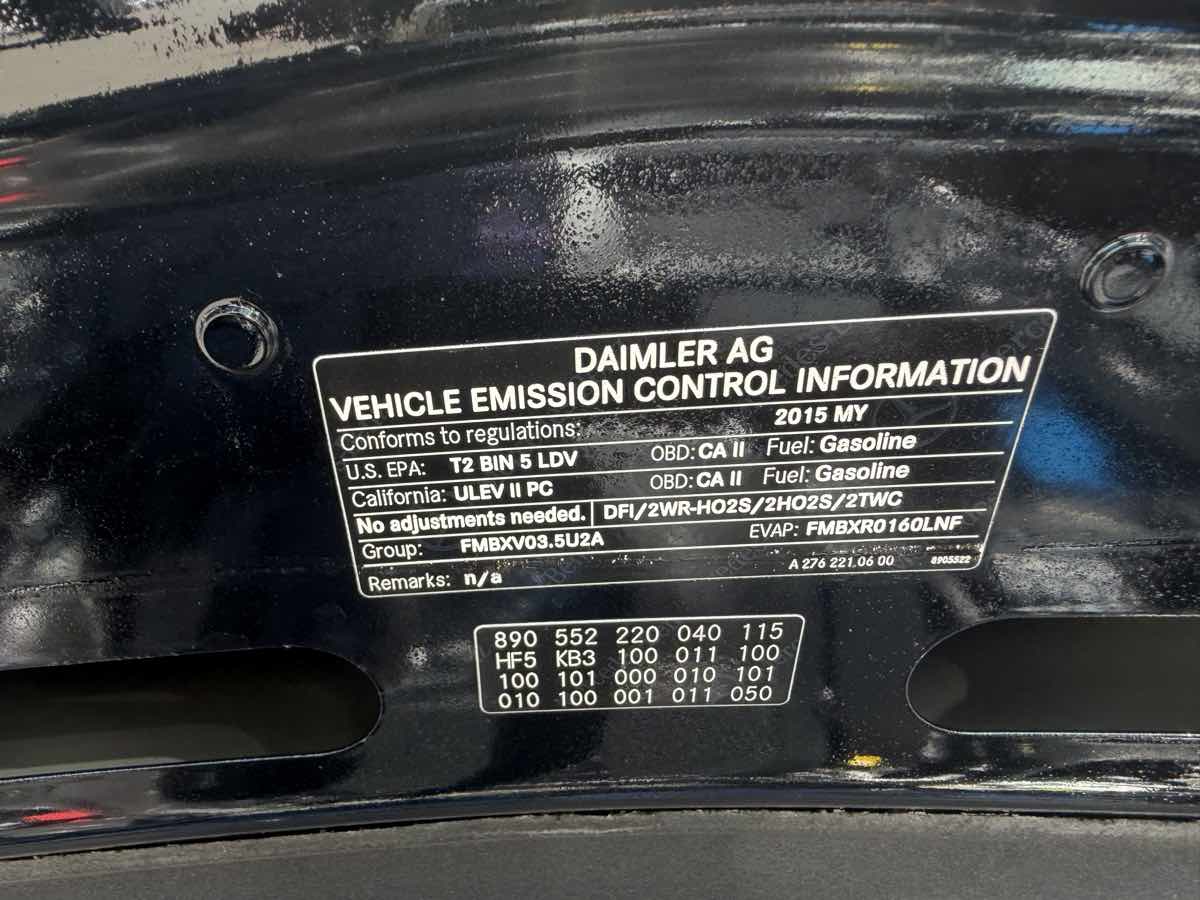 DAIMLER AG
VEHICLE EMISSION CONTROL INFORMATION
Conforms to regulations: 2015 MY
U.S. EPA: T2 BIN 5 LDV OBD: CA II Fuel: Gasoline
California: ULEV II PC OBD: CA II Fuel: Gasoline
No adjustments needed. DFI/2WR-HO2S/2HO2S/2TWC
Group: FMBXV03.5U2A EVAP: FMBXR0160LNF
Remarks: n/a A 276 221 06 00 8905522
890 552 220 040 115
HF5 KB3 100 011 100
100 101 000 010 101
010 100 001 011 050